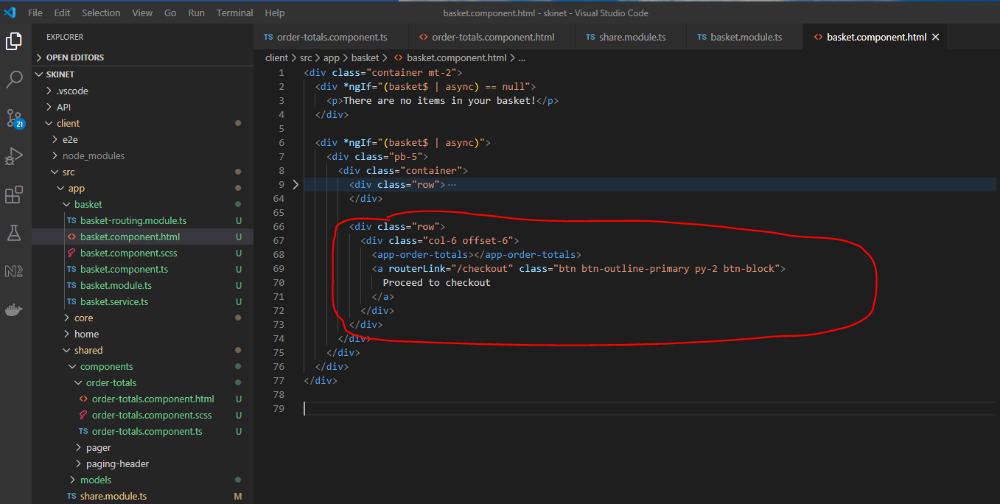 File Edit Selection View Go Run Terminal Help basket.component.html - skinet - Visual Studio Code
EXPLORER
OPEN EDITORS
SKINET
.vscode
API
client
e2e
node_modules
src
app
basket
TS basket-routing.module.ts U
<> basket.component.html U
basket.component.scss U
TS basket.component.ts U
TS basket.module.ts U
TS basket.service.ts U
core
home
shared
components
order-totals
<> order-totals.component.html U
order-totals.component.scss U
TS order-totals.component.ts U
pager
paging-header
models
TS share.module.ts M
21
TS order-totals.component.ts <> order-totals.component.html TS share.module.ts TS basket.module.ts <> basket.component.html
client > src > app > basket > <> basket.component.html > ...
1 <div class="container mt-2">
2 <div *ngIf="(basket$ | async) == null">
3 <p>There are no items in your basket!</p>
4 </div>
5
6 <div *ngIf="(basket$ | async)">
7 <div class="pb-5">
8 <div class="container">
9 <div class="row"> ...
64 </div>
65
66 <div class="row">
67 <div class="col-6 offset-6">
68 <app-order-totals></app-order-totals>
69 <a routerLink="/checkout" class="btn btn-outline-primary py-2 btn-block">
70 Proceed to checkout
71 </a>
72 </div>
73 </div>
74 </div>
75 </div>
76 </div>
77 </div>
78
79